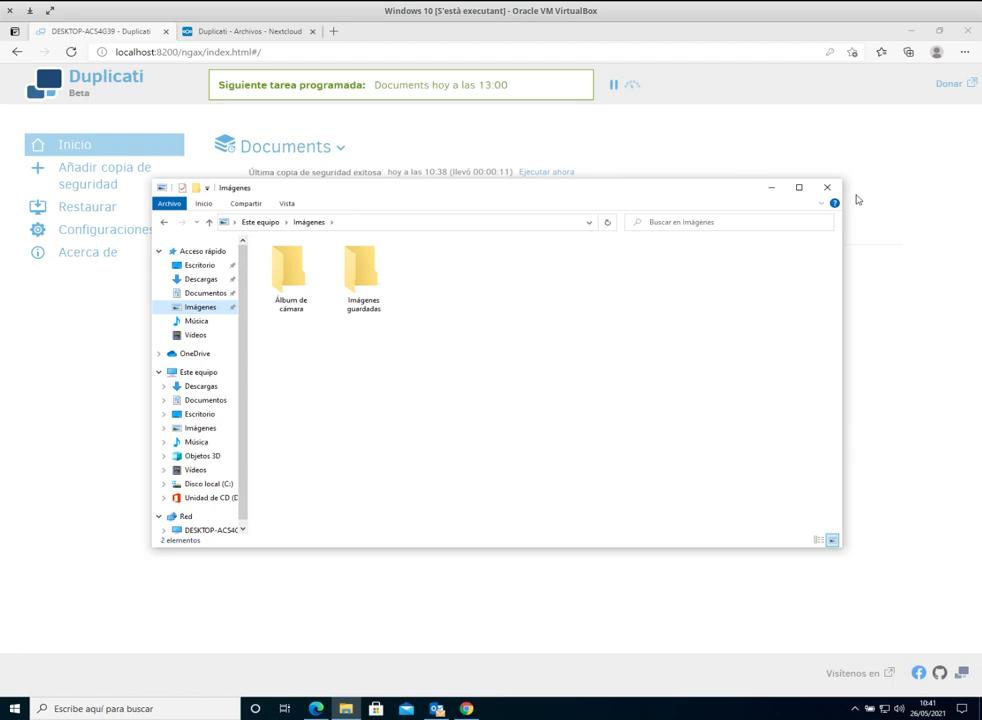 Windows 10 [S'està executant] - Oracle VM VirtualBox
DESKTOP-ACS4G39 - Duplicati
Duplicati - Archivos - Nextcloud
localhost:8200/ngax/index.html#/
Duplicati
Beta
Siguiente tarea programada: Documents hoy a las 13:00
Donar
Inicio
Añadir copia de
seguridad
Restaurar
Configuraciones
Acerca de
Documents
Última copia de seguridad exitosa hoy a las 10:38 (llevó 00:00:11) Ejecutar ahora
Imágenes
Archivo Inicio Compartir Vista
Este equipo > Imágenes >
Buscar en Imágenes
Acceso rápido
Escritorio
Descargas
Documentos
Imágenes
Música
Vídeos
OneDrive
Este equipo
Descargas
Documentos
Escritorio
Imágenes
Música
Objetos 3D
Vídeos
Disco local (C:)
Unidad de CD (D
Red
DESKTOP-ACS4G
2 elementos
Álbum de
cámara
Imágenes
guardadas
Visítenos en
Escribe aquí para buscar
10:41
26/05/2021